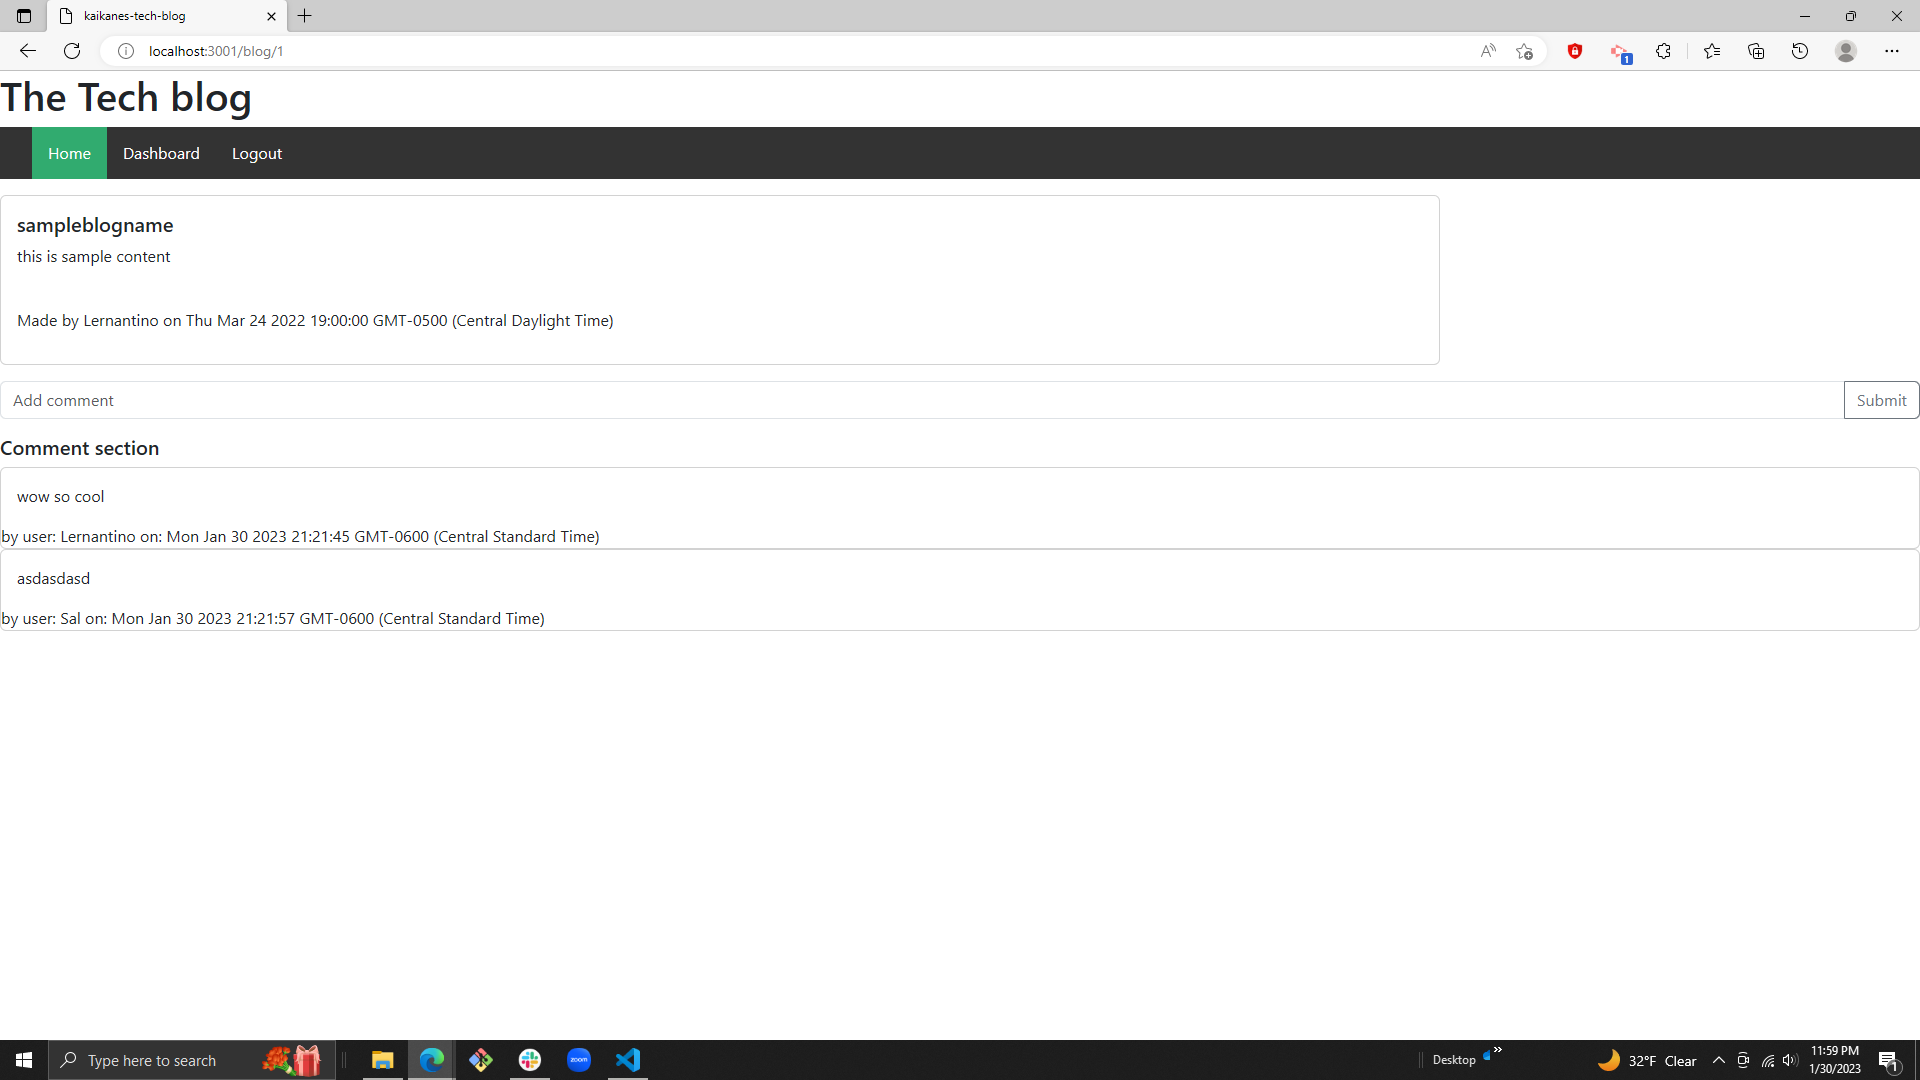 kaikanes-tech-blog
localhost:3001/blog/1
1
The Tech blog
Home Dashboard Logout
sampleblogname
this is sample content
Made by Lernantino on Thu Mar 24 2022 19:00:00 GMT-0500 (Central Daylight Time)
Add comment Submit
Comment section
wow so cool
by user: Lernantino on: Mon Jan 30 2023 21:21:45 GMT-0600 (Central Standard Time)
asdasdasd
by user: Sal on: Mon Jan 30 2023 21:21:57 GMT-0600 (Central Standard Time)
Type here to search
zoom
Desktop
32°F Clear
11:59 PM
1/30/2023
1